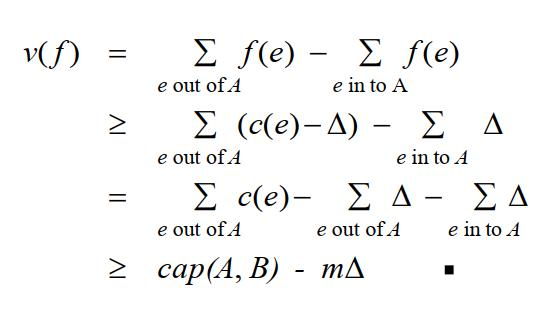 v(f) = Σ f(e) − Σ f(e)
e out of A e in to A
≥ Σ (c(e)−Δ) − Σ Δ
e out of A e in to A
= Σ c(e)− Σ Δ − Σ Δ
e out of A e out of A e in to A
≥ cap(A, B) - mΔ ▪